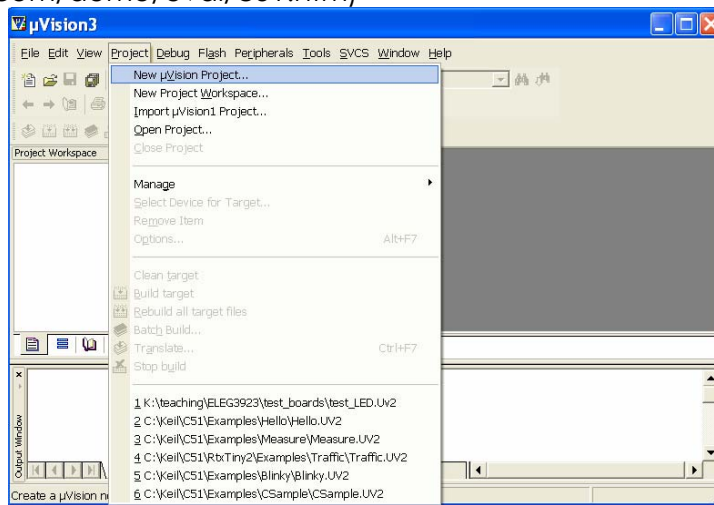 µVision3
File Edit View Project Debug Flash Peripherals Tools SVCS Window Help
New µVision Project...
New Project Workspace...
Import µVision1 Project...
Open Project...
Close Project
Project Workspace
Manage
Select Device for Target...
Remove Item
Options... Alt+F7
Clean target
Build target
Rebuild all target files
Batch Build...
Translate... Ctrl+F7
Stop build
1 K:\teaching\ELEG3923\test_boards\test_LED.Uv2
2 C:\Keil\C51\Examples\Hello\Hello.UV2
3 C:\Keil\C51\Examples\Measure\Measure.UV2
4 C:\Keil\C51\RtxTiny2\Examples\Traffic\Traffic.UV2
5 C:\Keil\C51\Examples\Blinky\Blinky.UV2
6 C:\Keil\C51\Examples\CSample\CSample.UV2
Output Window
Create a µVision